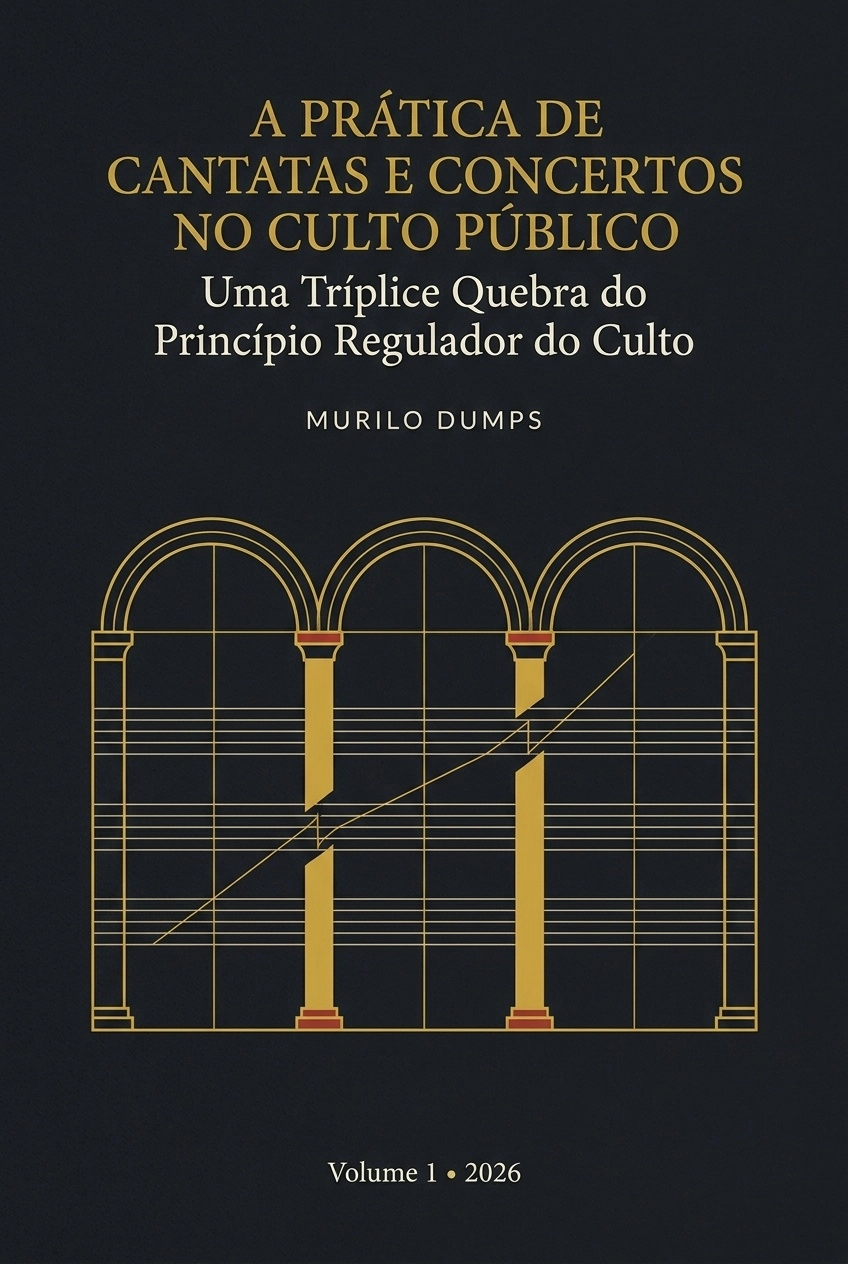 A PRÁTICA DE
CANTATAS E CONCERTOS
NO CULTO PÚBLICO
Uma Tríplice Quebra do
Princípio Regulador do Culto
MURILO DUMPS
Volume 1 • 2026